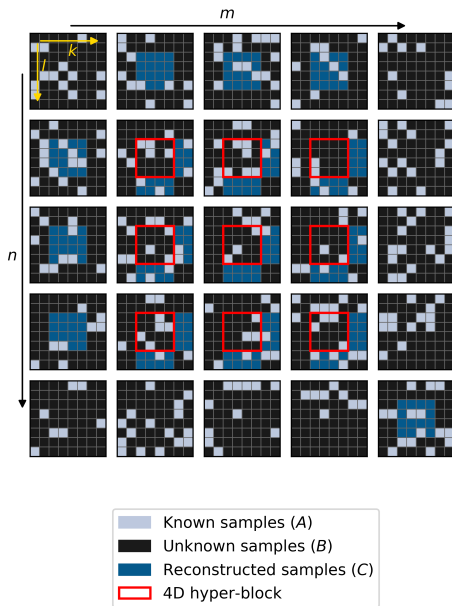 m
k
l
n
Known samples (A)
Unknown samples (B)
Reconstructed samples (C)
4D hyper-block